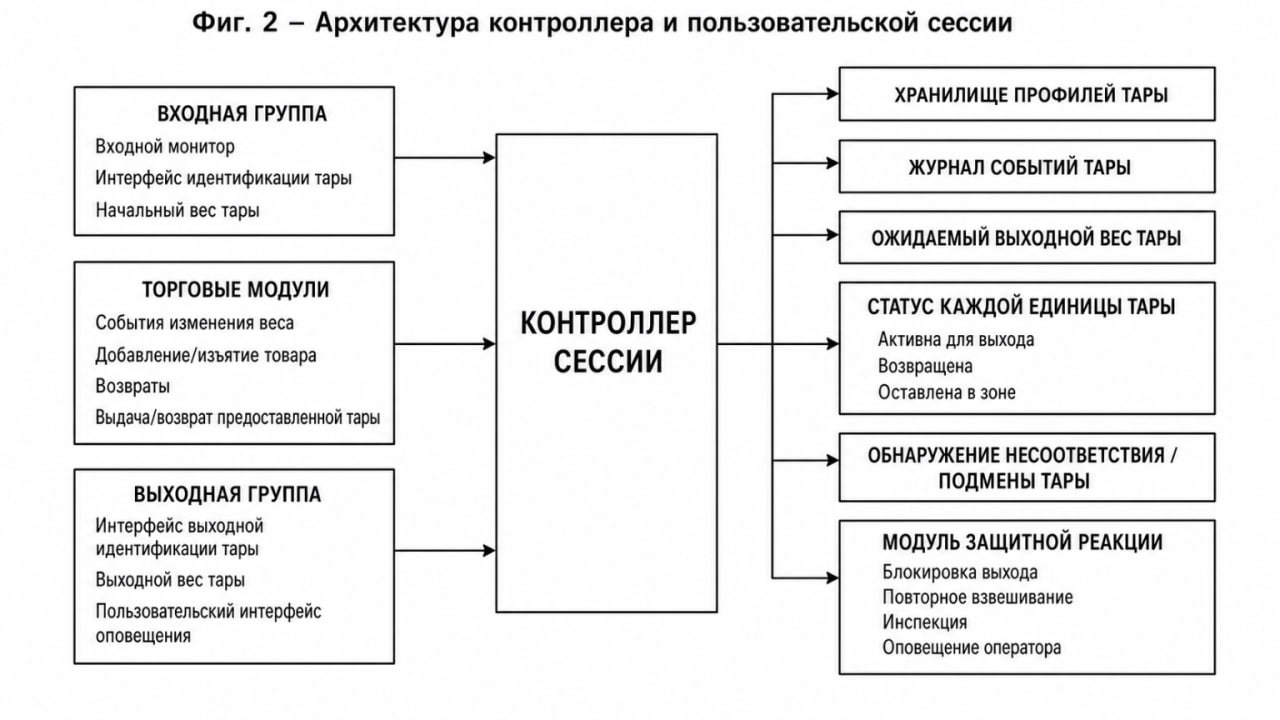 Фиг. 2 – Архитектура контроллера и пользовательской сессии
ВХОДНАЯ ГРУППА
Входной монитор
Интерфейс идентификации тары
Начальный вес тары
ТОРГОВЫЕ МОДУЛИ
События изменения веса
Добавление/изъятие товара
Возвраты
Выдача/возврат предоставленной тары
ВЫХОДНАЯ ГРУППА
Интерфейс выходной
идентификации тары
Выходной вес тары
Пользовательский интерфейс
оповещения
КОНТРОЛЛЕР
СЕССИИ
ХРАНИЛИЩЕ ПРОФИЛЕЙ ТАРЫ
ЖУРНАЛ СОБЫТИЙ ТАРЫ
ОЖИДАЕМЫЙ ВЫХОДНОЙ ВЕС ТАРЫ
СТАТУС КАЖДОЙ ЕДИНИЦЫ ТАРЫ
Активна для выхода
Возвращена
Оставлена в зоне
ОБНАРУЖЕНИЕ НЕСООТВЕТСТВИЯ /
ПОДМЕНЫ ТАРЫ
МОДУЛЬ ЗАЩИТНОЙ РЕАКЦИИ
Блокировка выхода
Повторное взвешивание
Инспекция
Оповещение оператора